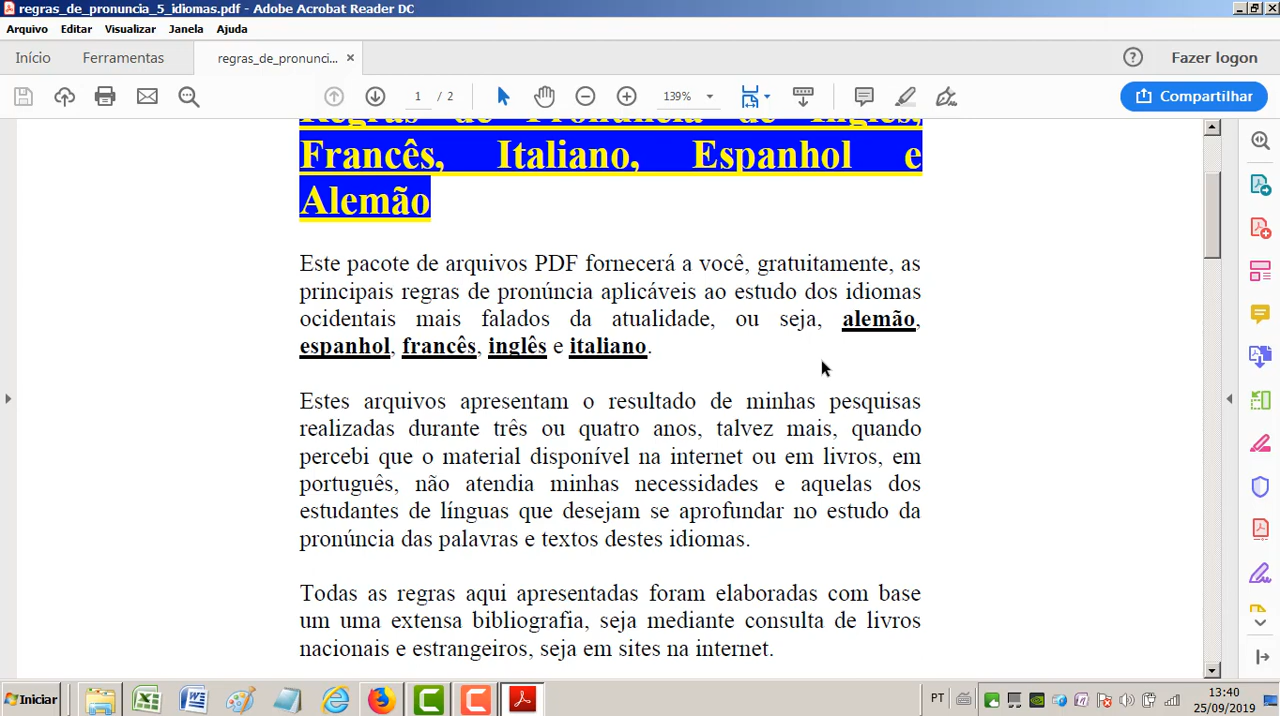 regras_de_pronuncia_5_idiomas.pdf - Adobe Acrobat Reader DC
Arquivo Editar Visualizar Janela Ajuda
Início Ferramentas regras_de_pronunci... × Fazer logon
1 / 2 139% Compartilhar
Regras de Pronúncia de Inglês,
Francês, Italiano, Espanhol e
Alemão
Este pacote de arquivos PDF fornecerá a você, gratuitamente, as
principais regras de pronúncia aplicáveis ao estudo dos idiomas
ocidentais mais falados da atualidade, ou seja, alemão,
espanhol, francês, inglês e italiano.
Estes arquivos apresentam o resultado de minhas pesquisas
realizadas durante três ou quatro anos, talvez mais, quando
percebi que o material disponível na internet ou em livros, em
português, não atendia minhas necessidades e aquelas dos
estudantes de línguas que desejam se aprofundar no estudo da
pronúncia das palavras e textos destes idiomas.
Todas as regras aqui apresentadas foram elaboradas com base
um uma extensa bibliografia, seja mediante consulta de livros
nacionais e estrangeiros, seja em sites na internet.
Iniciar PT 13:40
25/09/2019